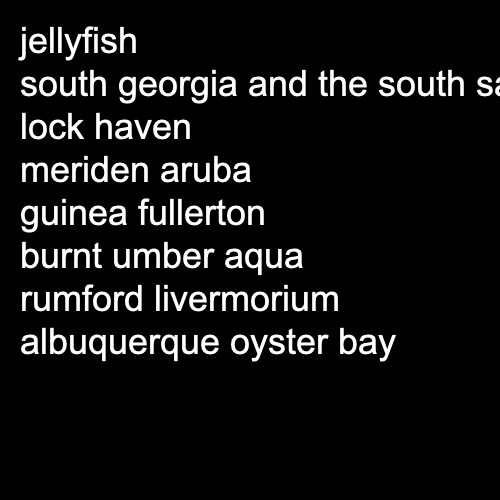 jellyfish
south georgia and the south
lock haven
meriden aruba
guinea fullerton
burnt umber aqua
rumford livermorium
albuquerque oyster bay